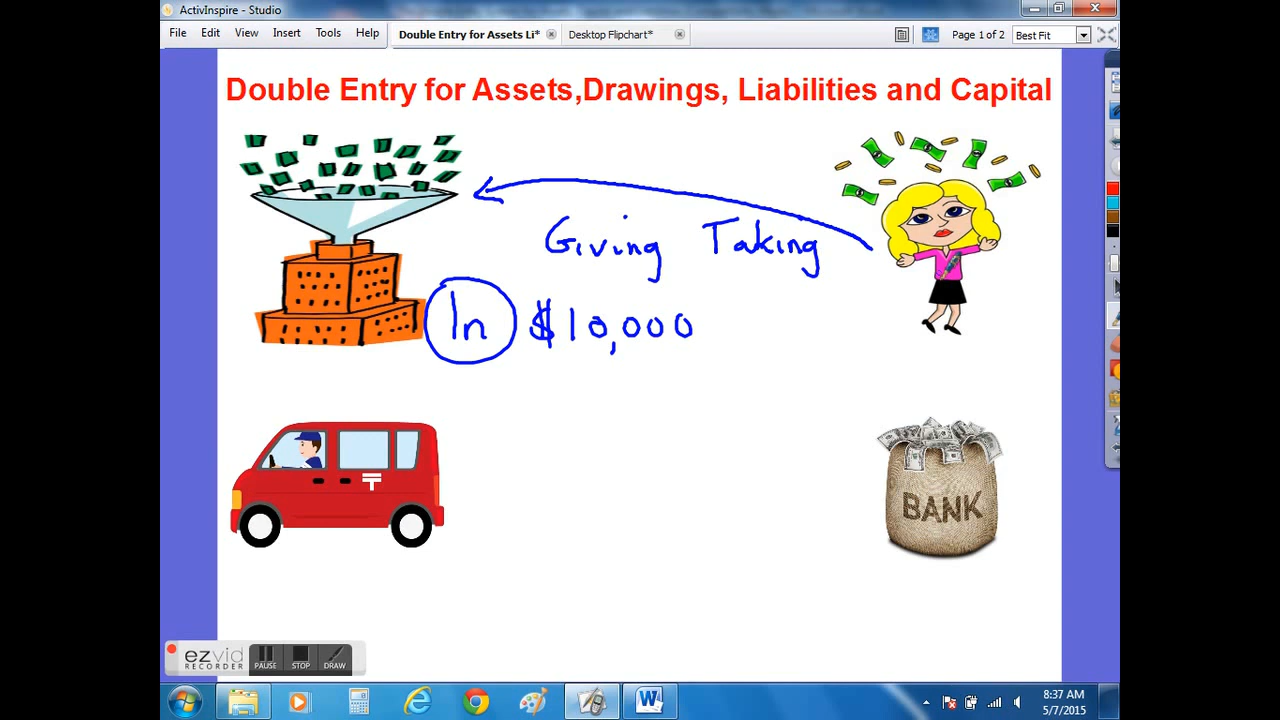 ActivInspire - Studio
File Edit View Insert Tools Help
Double Entry for Assets Li* Desktop Flipchart* Page 1 of 2 Best Fit
Double Entry for Assets,Drawings, Liabilities and Capital
Giving Taking
In $10,000
BANK
ezvid
RECORDER
PAUSE STOP DRAW
8:37 AM
5/7/2015